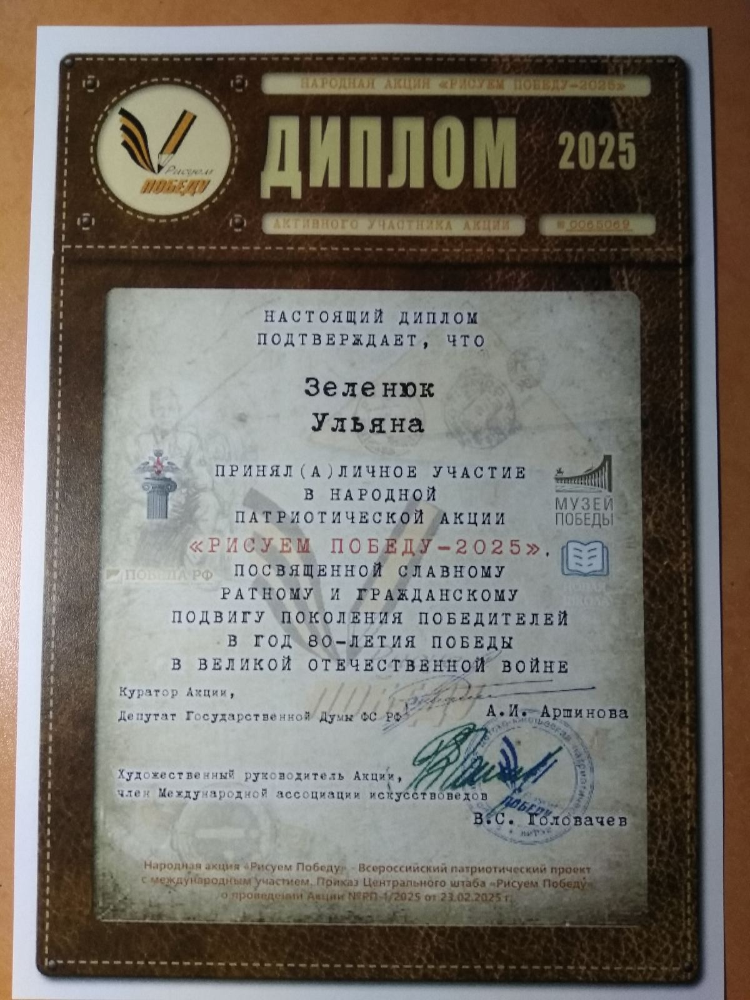 НАРОДНАЯ АКЦИЯ «РИСУЕМ ПОБЕДУ-2025»
Рисуем
ПОБЕДУ
ДИПЛОМ 2025
АКТИВНОГО УЧАСТНИКА АКЦИИ № 0065069
НАСТОЯЩИЙ ДИПЛОМ
ПОДТВЕРЖДАЕТ, ЧТО
Зеленюк
Ульяна
ПРИНЯЛ(А)ЛИЧНОЕ УЧАСТИЕ
В НАРОДНОЙ
ПАТРИОТИЧЕСКОЙ АКЦИИ
«РИСУЕМ ПОБЕДУ-2025».
ПОСВЯЩЕННОЙ СЛАВНОМУ
РАТНОМУ И ГРАЖДАНСКОМУ
ПОДВИГУ ПОКОЛЕНИЯ ПОБЕДИТЕЛЕЙ
В ГОД 80-ЛЕТИЯ ПОБЕДЫ
В ВЕЛИКОЙ ОТЕЧЕСТВЕННОЙ ВОЙНЕ
МУЗЕЙ
ПОБЕДЫ
ПОБЕДА РФ
НОВАЯ
ШКОЛА
Куратор Акции,
Депутат Государственной Думы ФС РФ
А.И. Аршинова
Художественный руководитель Акции,
член Международной ассоциации искусствоведов
В.С. Головачев
ПОБЕДУ
Народная акция «Рисуем Победу» - Всероссийский патриотический проект
с международным участием. Приказ Центрального штаба «Рисуем Победу»
о проведении Акции №РП-1/2025 от 23.02.2025 г.